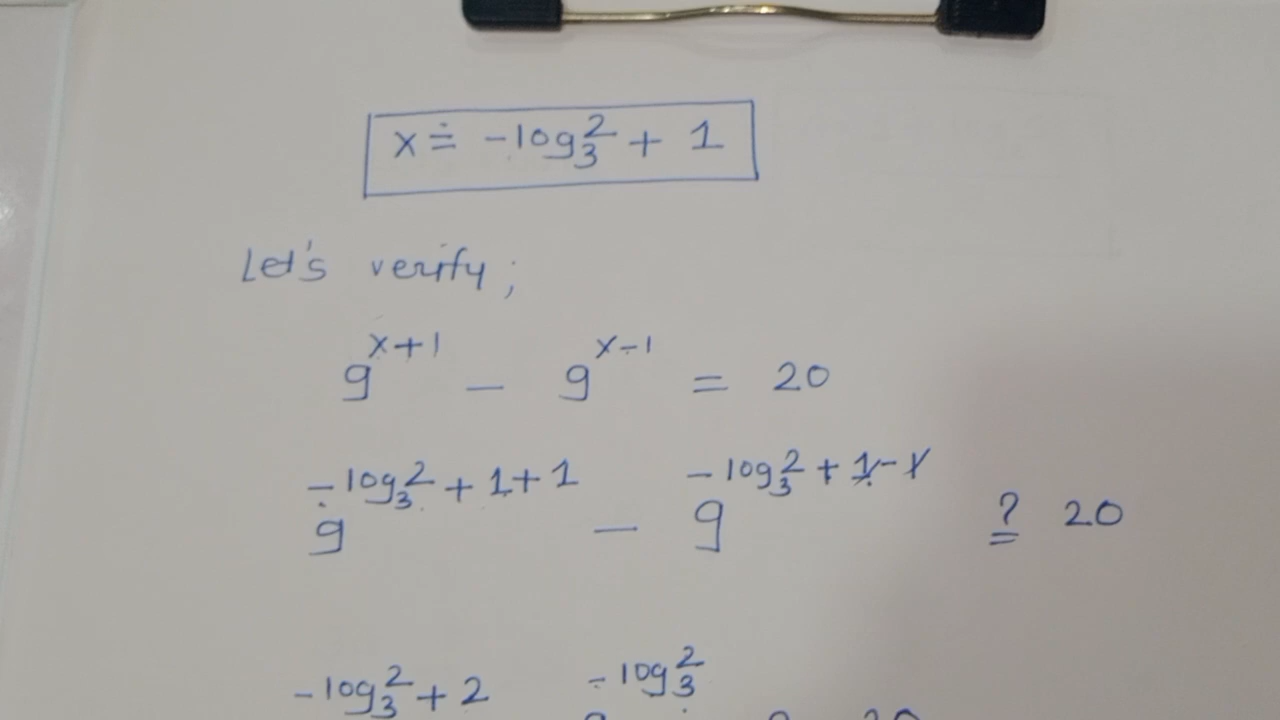 x = -log₃2 + 1
Let's verify;
9^(x+1) - 9^(x-1) = 20
9^(-log₃2 + 1 + 1) - 9^(-log₃2 + 1 - 1) ≟ 20
-log₃2 + 2 -log₃2